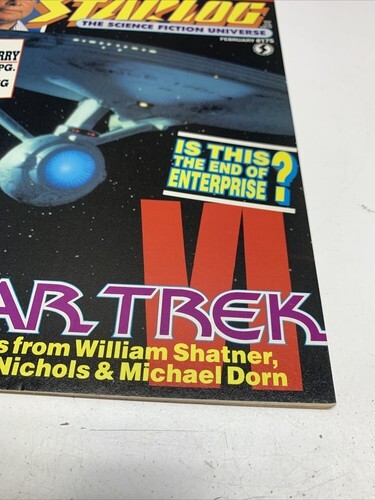 STARLOG
THE SCIENCE FICTION UNIVERSE
FEBRUARY #175
RRY
PG.
G
IS THIS
THE END OF
ENTERPRISE?
VI
AR TREK
s from William Shatner,
Nichols & Michael Dorn